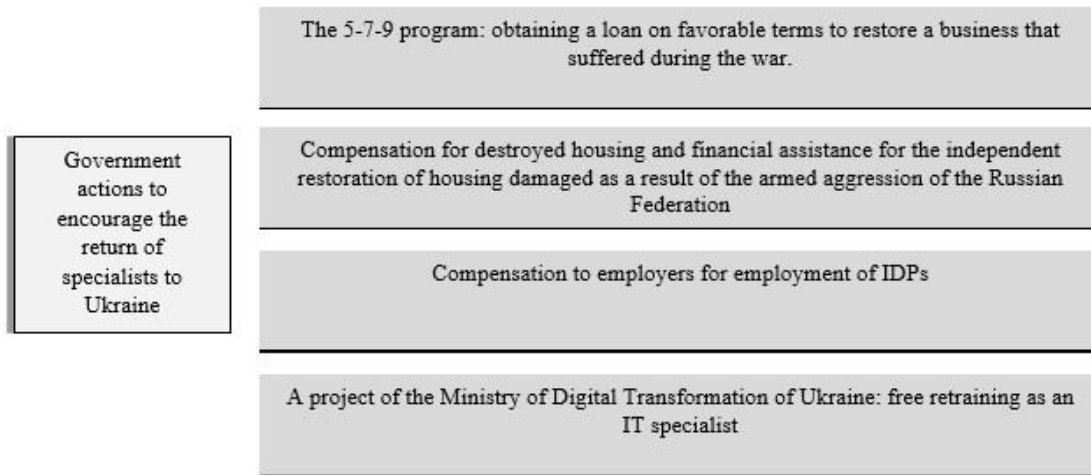 The 5-7-9 program: obtaining a loan on favorable terms to restore a business that
suffered during the war.
Government
actions to
encourage the
return of
specialists to
Ukraine
Compensation for destroyed housing and financial assistance for the independent
restoration of housing damaged as a result of the armed aggression of the Russian
Federation
Compensation to employers for employment of IDPs
A project of the Ministry of Digital Transformation of Ukraine: free retraining as an
IT specialist